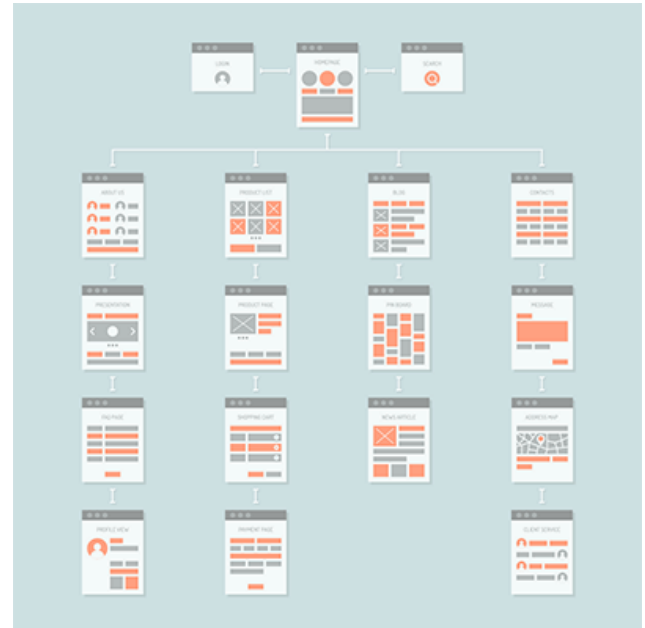 LOGIN
HOMEPAGE
SEARCH
ABOUT US
PRODUCT LIST
BLOG
CONTACTS
PRESENTATION
PRODUCT PAGE
PIN BOARD
MESSAGE
FAQ PAGE
SHOPPING CART
NEWS ARTICLE
ADDRESS MAP
PROFILE VIEW
PAYMENT PAGE
CLIENT SERVICE